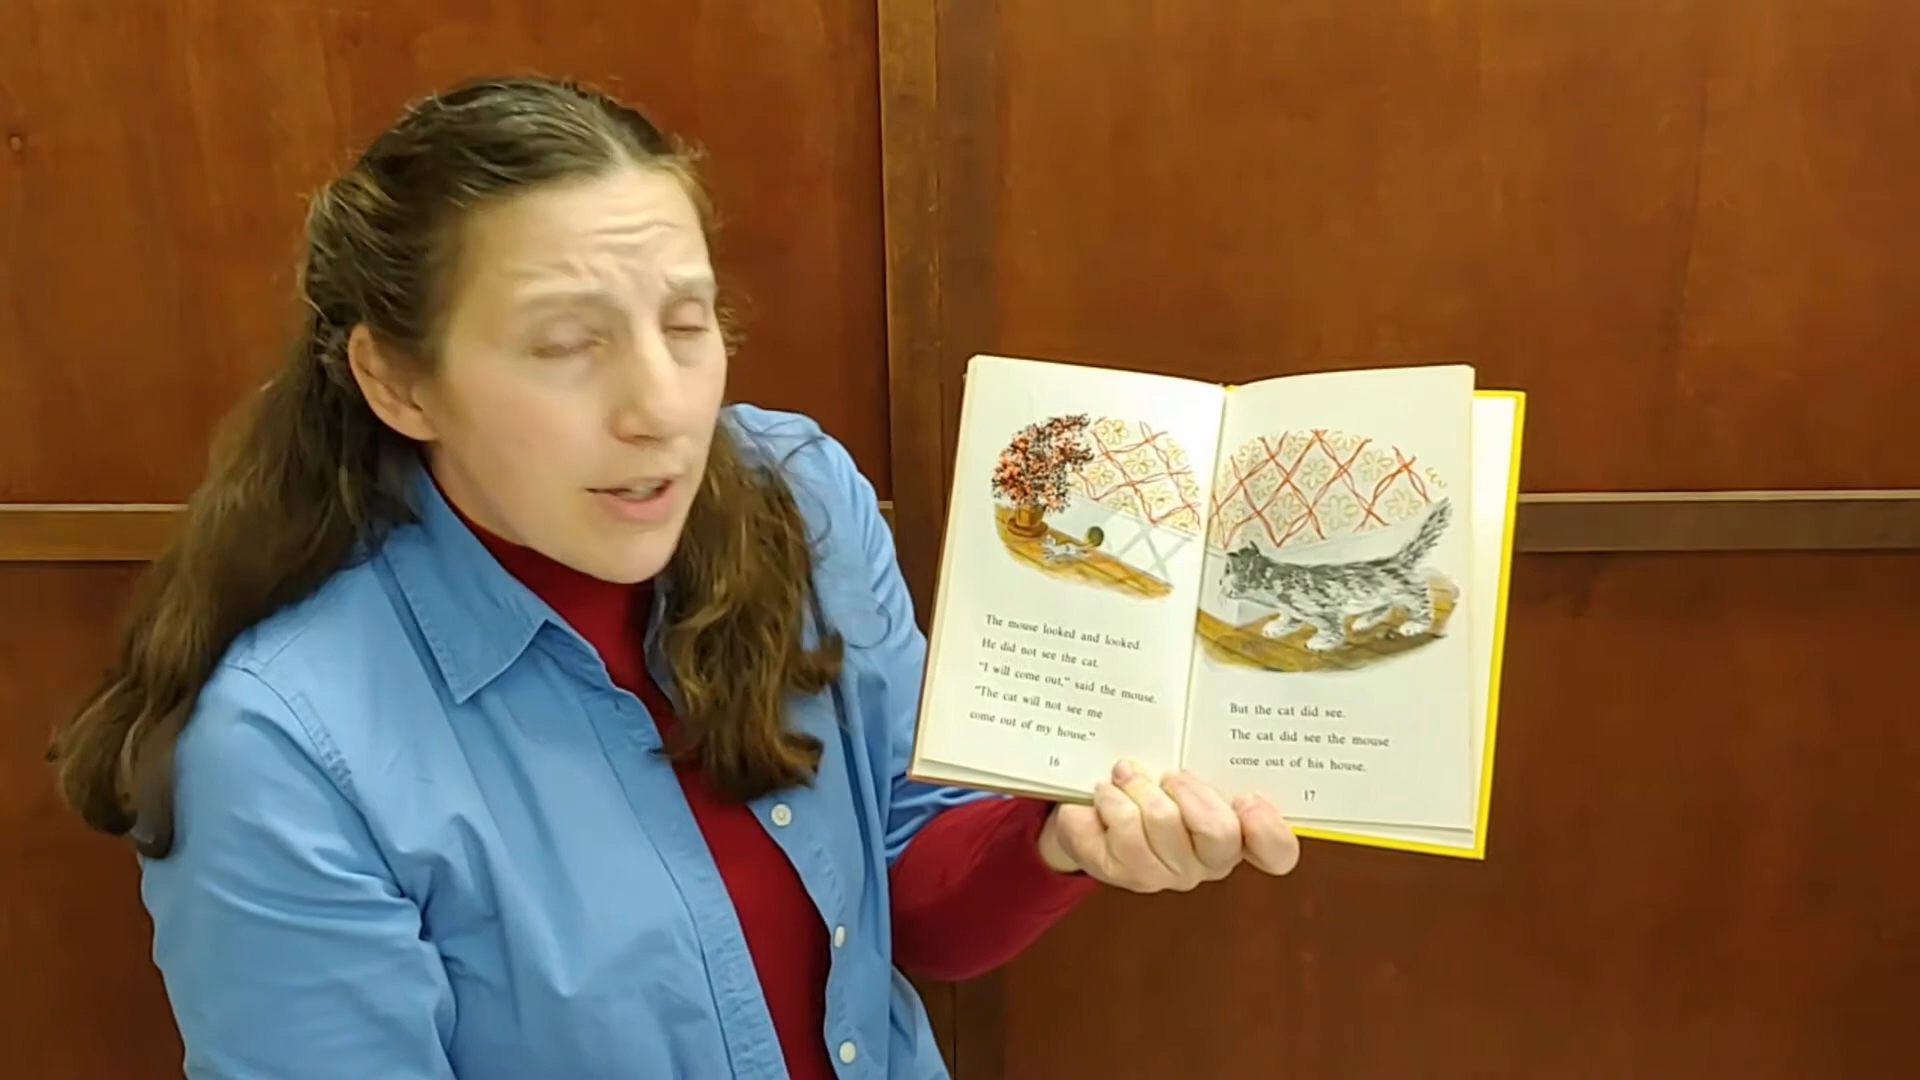 The mouse looked and looked.
He did not see the cat.
"I will come out," said the mouse.
"The cat will not see me
come out of my house."
16
But the cat did see.
The cat did see the mouse
come out of his house.
17